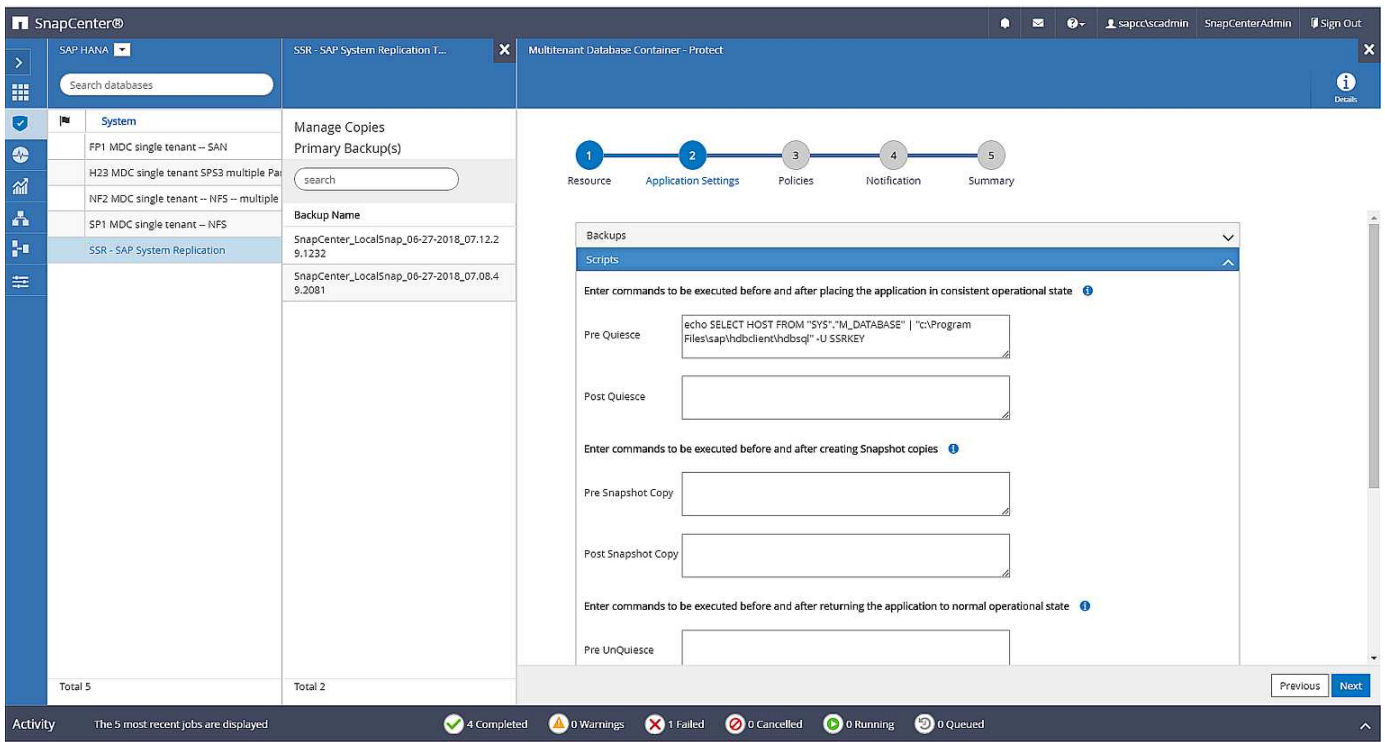 SnapCenter®
sapcc\scadmin SnapCenterAdmin Sign Out
SAP HANA
Search databases
System
FP1 MDC single tenant -- SAN
H23 MDC single tenant SPS3 multiple Par
NF2 MDC single tenant -- NFS -- multiple
SP1 MDC single tenant -- NFS
SSR - SAP System Replication
Total 5
SSR - SAP System Replication T...
Manage Copies
Primary Backup(s)
search
Backup Name
SnapCenter_LocalSnap_06-27-2018_07.12.2
9.1232
SnapCenter_LocalSnap_06-27-2018_07.08.4
9.2081
Total 2
Multitenant Database Container - Protect
Details
1 2 3 4 5
Resource Application Settings Policies Notification Summary
Backups
Scripts
Enter commands to be executed before and after placing the application in consistent operational state
Pre Quiesce
echo SELECT HOST FROM "SYS"."M_DATABASE" | "c:\Program
Files\sap\hdbclient\hdbsql" -U SSRKEY
Post Quiesce
Enter commands to be executed before and after creating Snapshot copies
Pre Snapshot Copy
Post Snapshot Copy
Enter commands to be executed before and after returning the application to normal operational state
Pre UnQuiesce
Previous Next
Activity The 5 most recent jobs are displayed 4 Completed 0 Warnings 1 Failed 0 Cancelled 0 Running 0 Queued